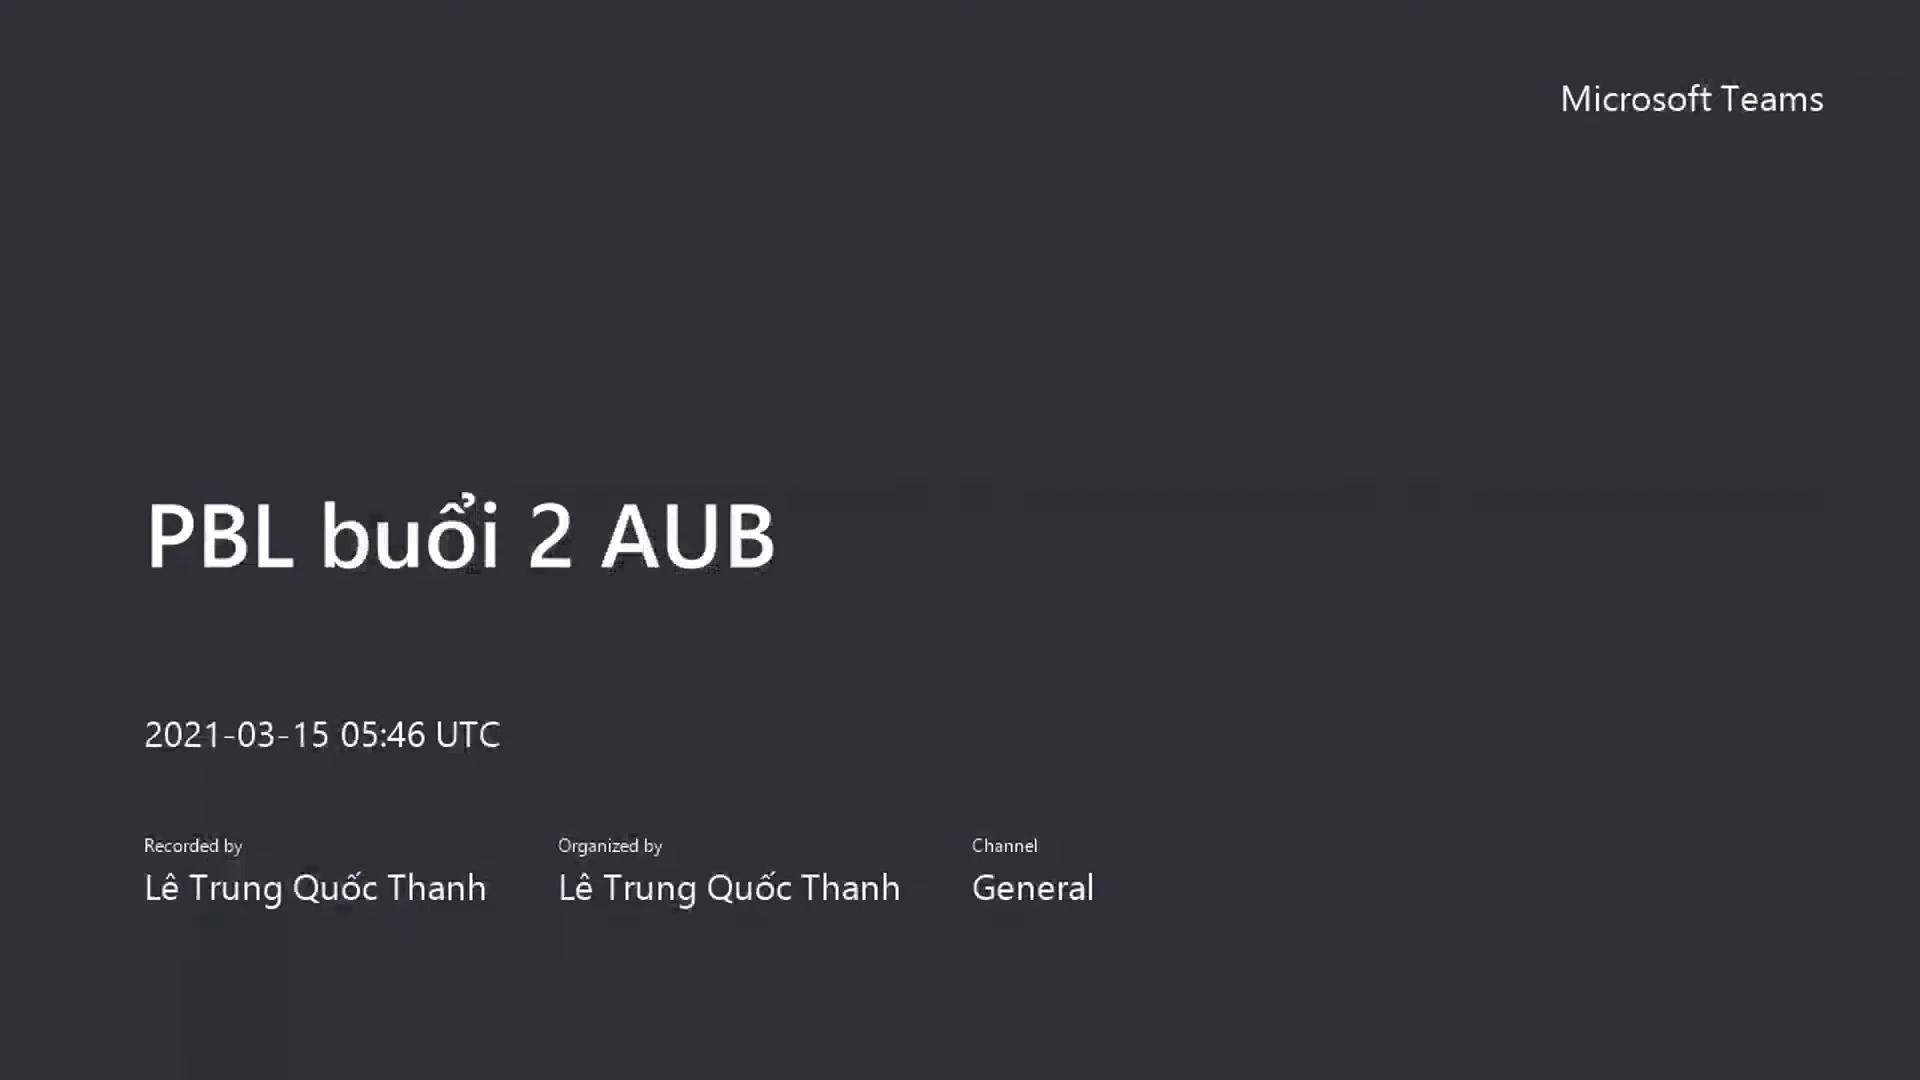 Microsoft Teams
PBL buổi 2 AUB
2021-03-15 05:46 UTC
Recorded by
Lê Trung Quốc Thanh
Organized by
Lê Trung Quốc Thanh
Channel
General